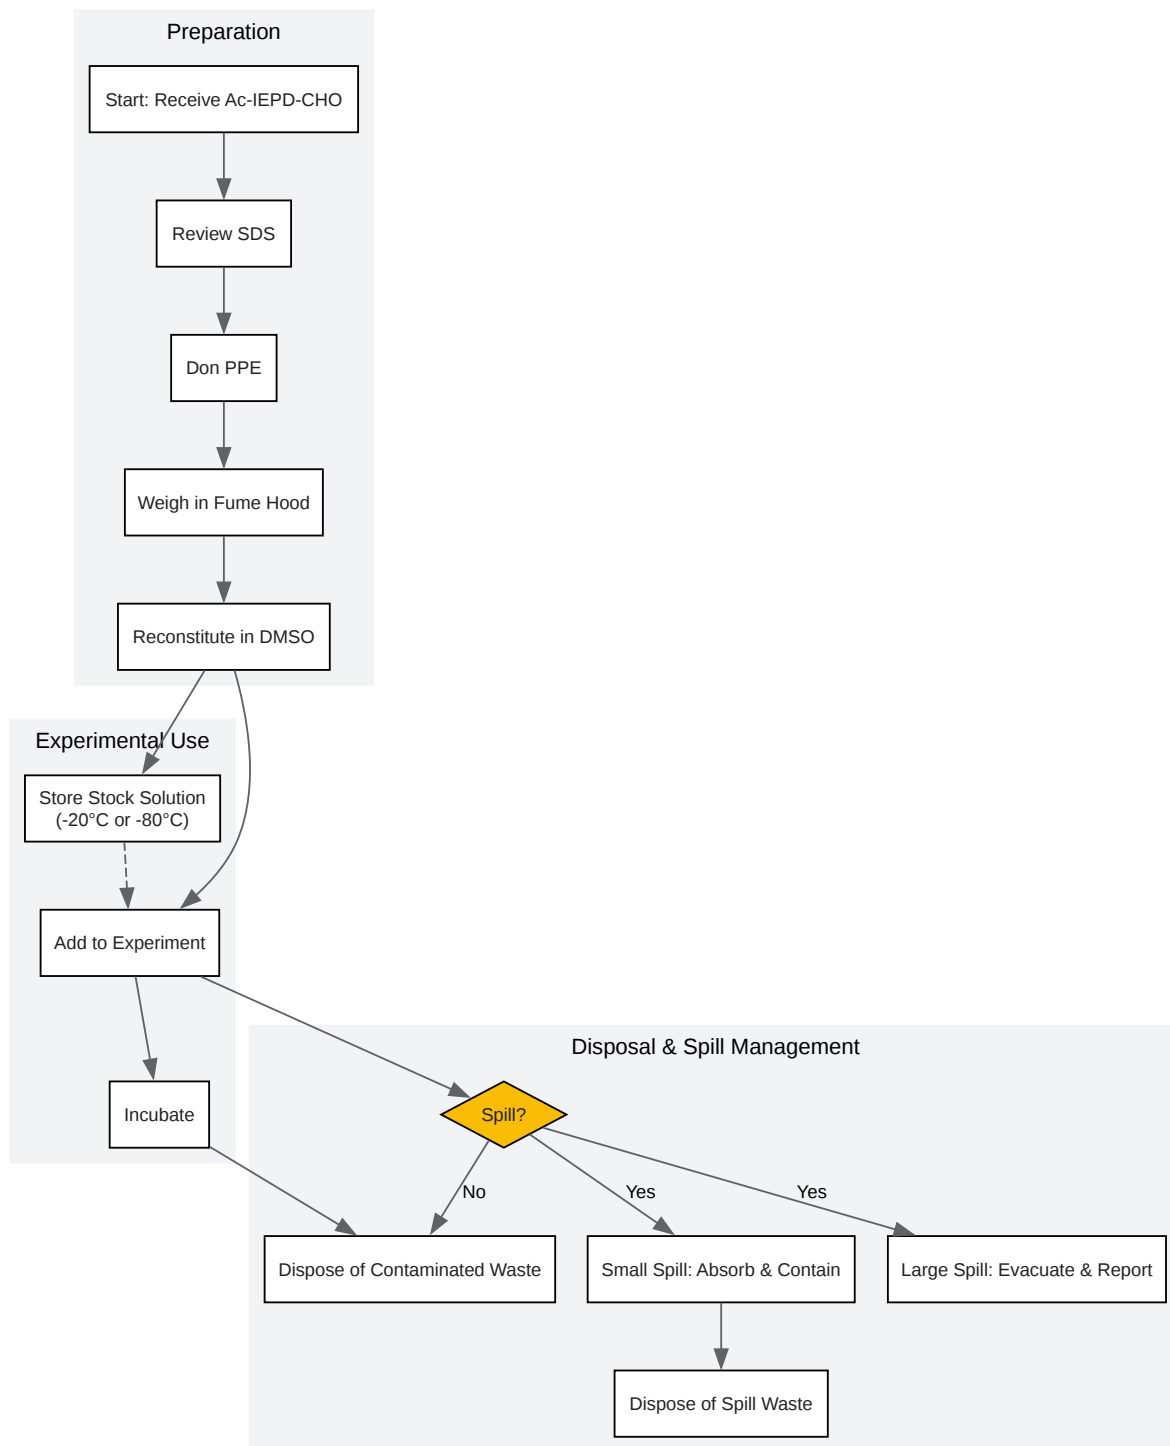 Preparation
Start: Receive Ac-IEPD-CHO
Review SDS
Don PPE
Weigh in Fume Hood
Reconstitute in DMSO
Experimental Use
Store Stock Solution
(-20°C or -80°C)
Add to Experiment
Incubate
Disposal & Spill Management
Spill?
No
Yes
Yes
Dispose of Contaminated Waste
Small Spill: Absorb & Contain
Large Spill: Evacuate & Report
Dispose of Spill Waste